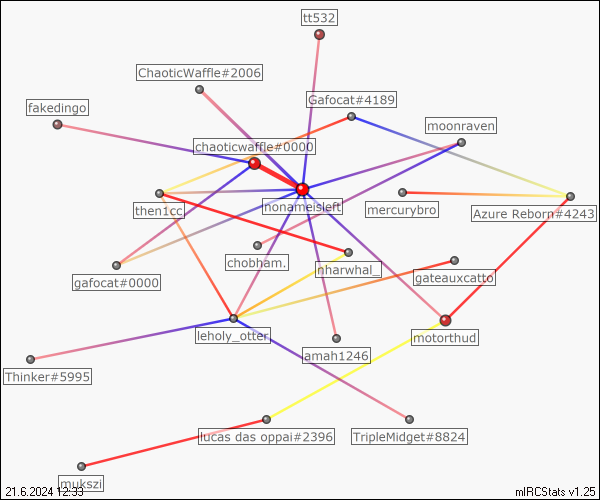 tt532
ChaoticWaffle#2006
Gafocat#4189
fakedingo
moonraven
chaoticwaffle#0000
nonameisleft
then1cc
mercurybro
Azure Reborn#4243
chobham.
nharwhal_
gateauxcatto
gafocat#0000
leholy_otter
motorthud
amah1246
Thinker#5995
lucas das oppai#2396
TripleMidget#8824
mukszi
21.6.2024 12:33
mIRCStats v1.25